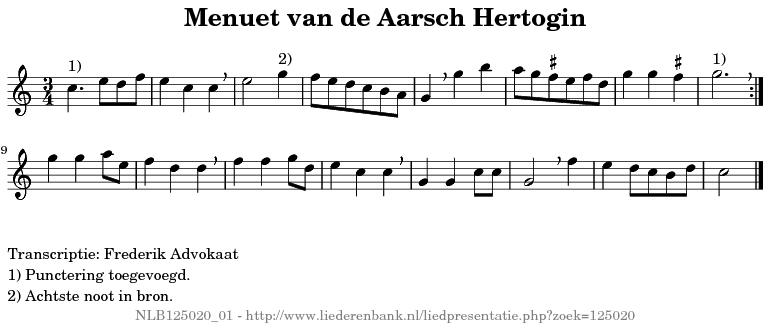 Menuet van de Aarsch Hertogin
1) 2) 1)
3
4
9
Transcriptie: Frederik Advokaat
1) Punctering toegevoegd.
2) Achtste noot in bron.
NLB125020_01 - http://www.liederenbank.nl/liedpresentatie.php?zoek=125020